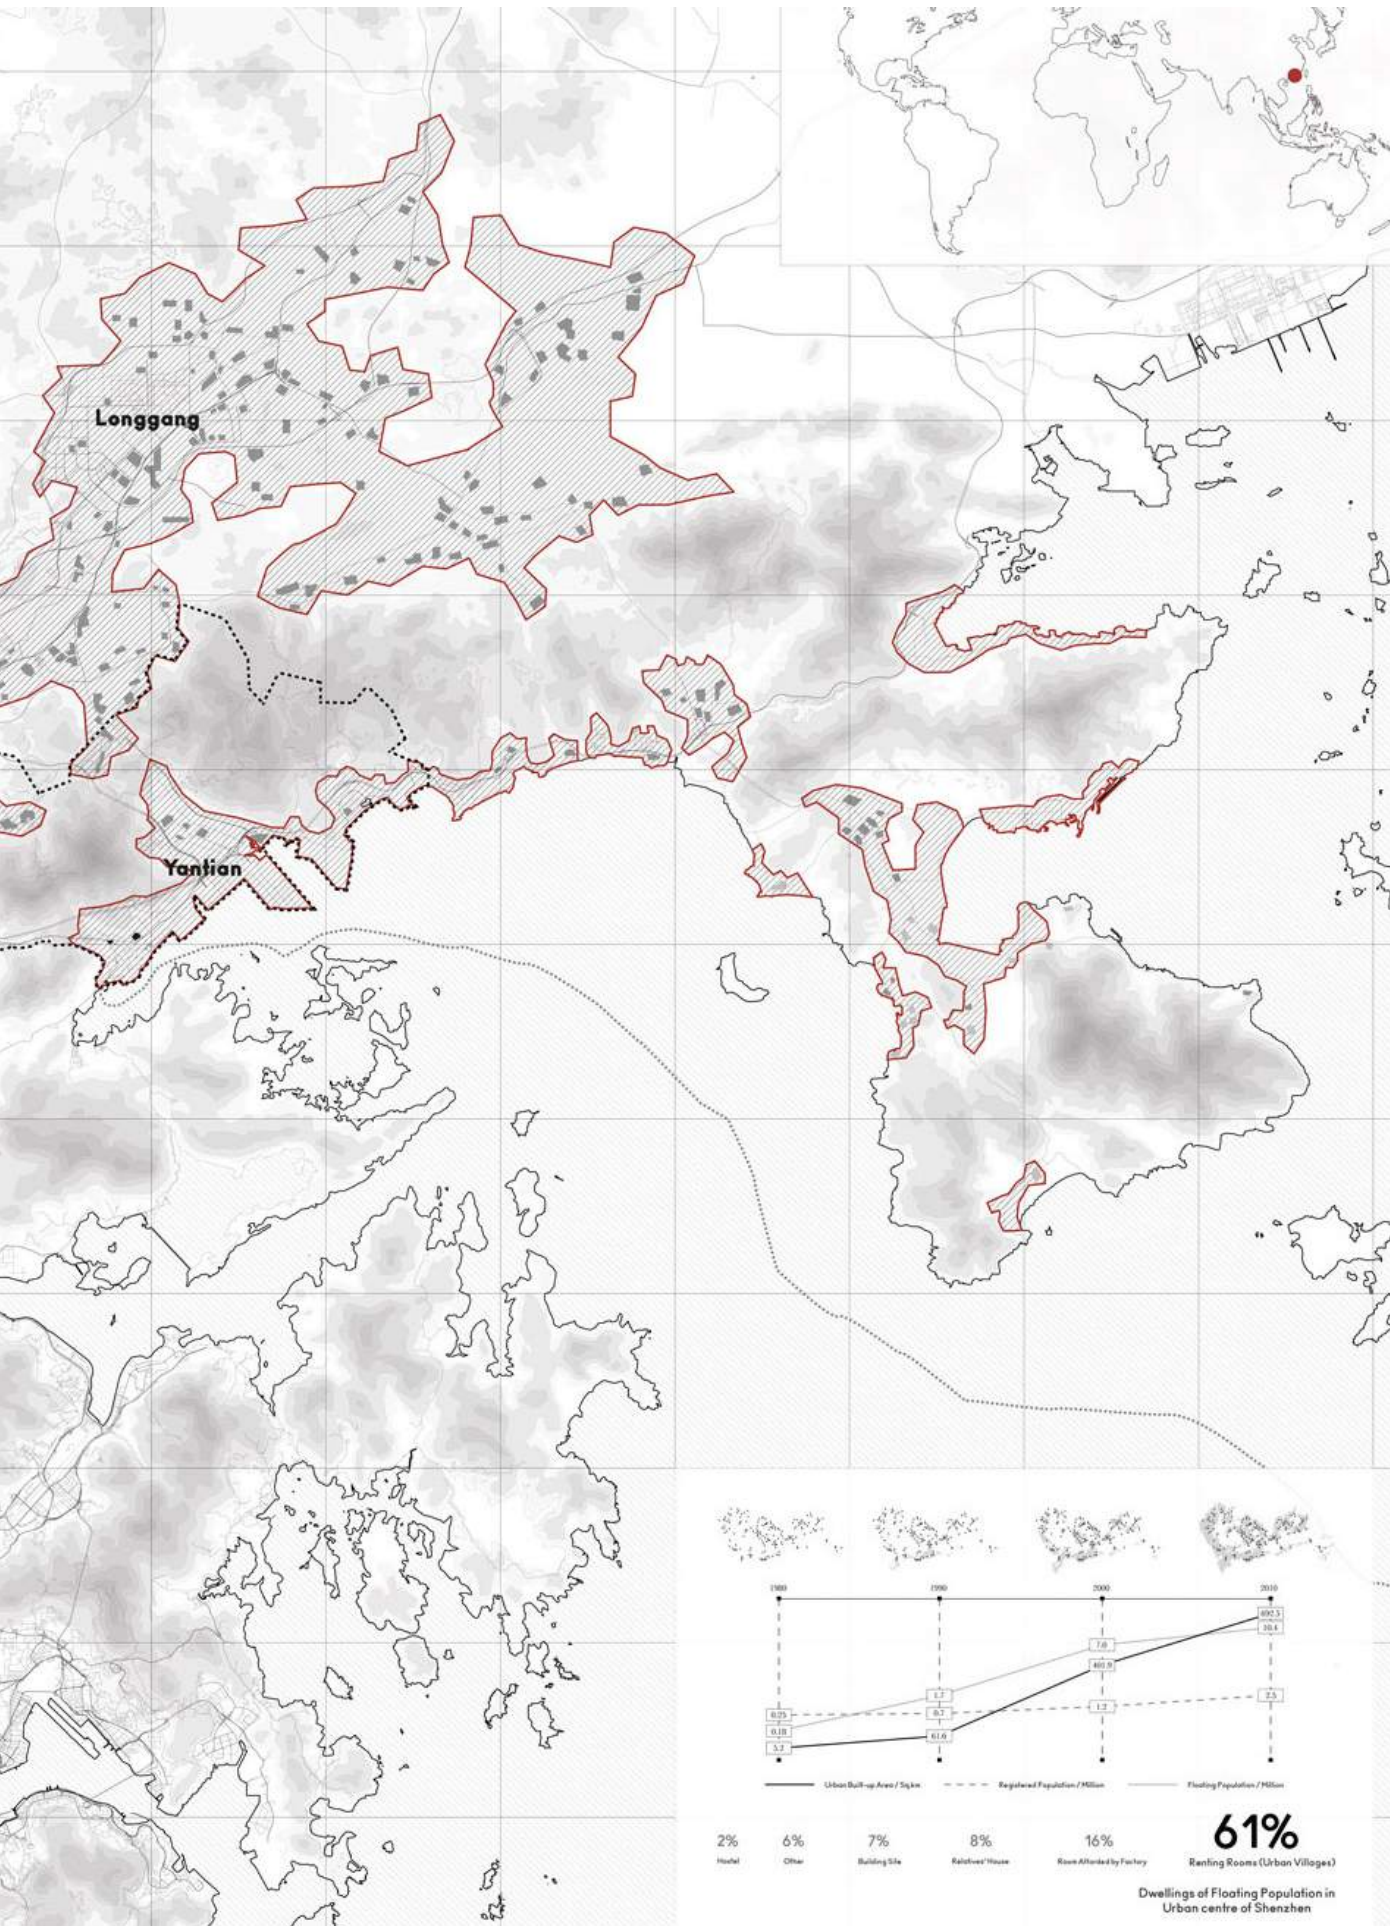 Longgang
Yantian
1980 1990 2000 2010
692.5
10.4
7.0
401.9
1.7
2.5
0.25
0.7
1.2
0.18
61.6
5.2
Urban Built-up Area / Sq.km Registered Population / Million Floating Population / Million
2% 6% 7% 8% 16% 61%
Hostel Other Building Site Relatives' House Room Afforded by Factory Renting Rooms (Urban Villages)
Dwellings of Floating Population in
Urban centre of Shenzhen